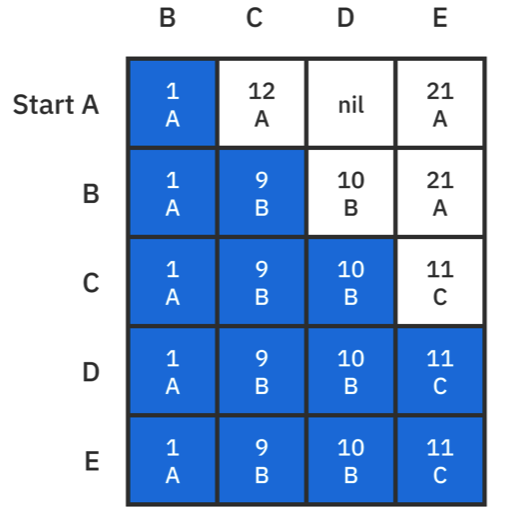 B C D E
Start A
1 12 nil 21
A A A
B
1 9 10 21
A B B A
C
1 9 10 11
A B B C
D
1 9 10 11
A B B C
E
1 9 10 11
A B B C